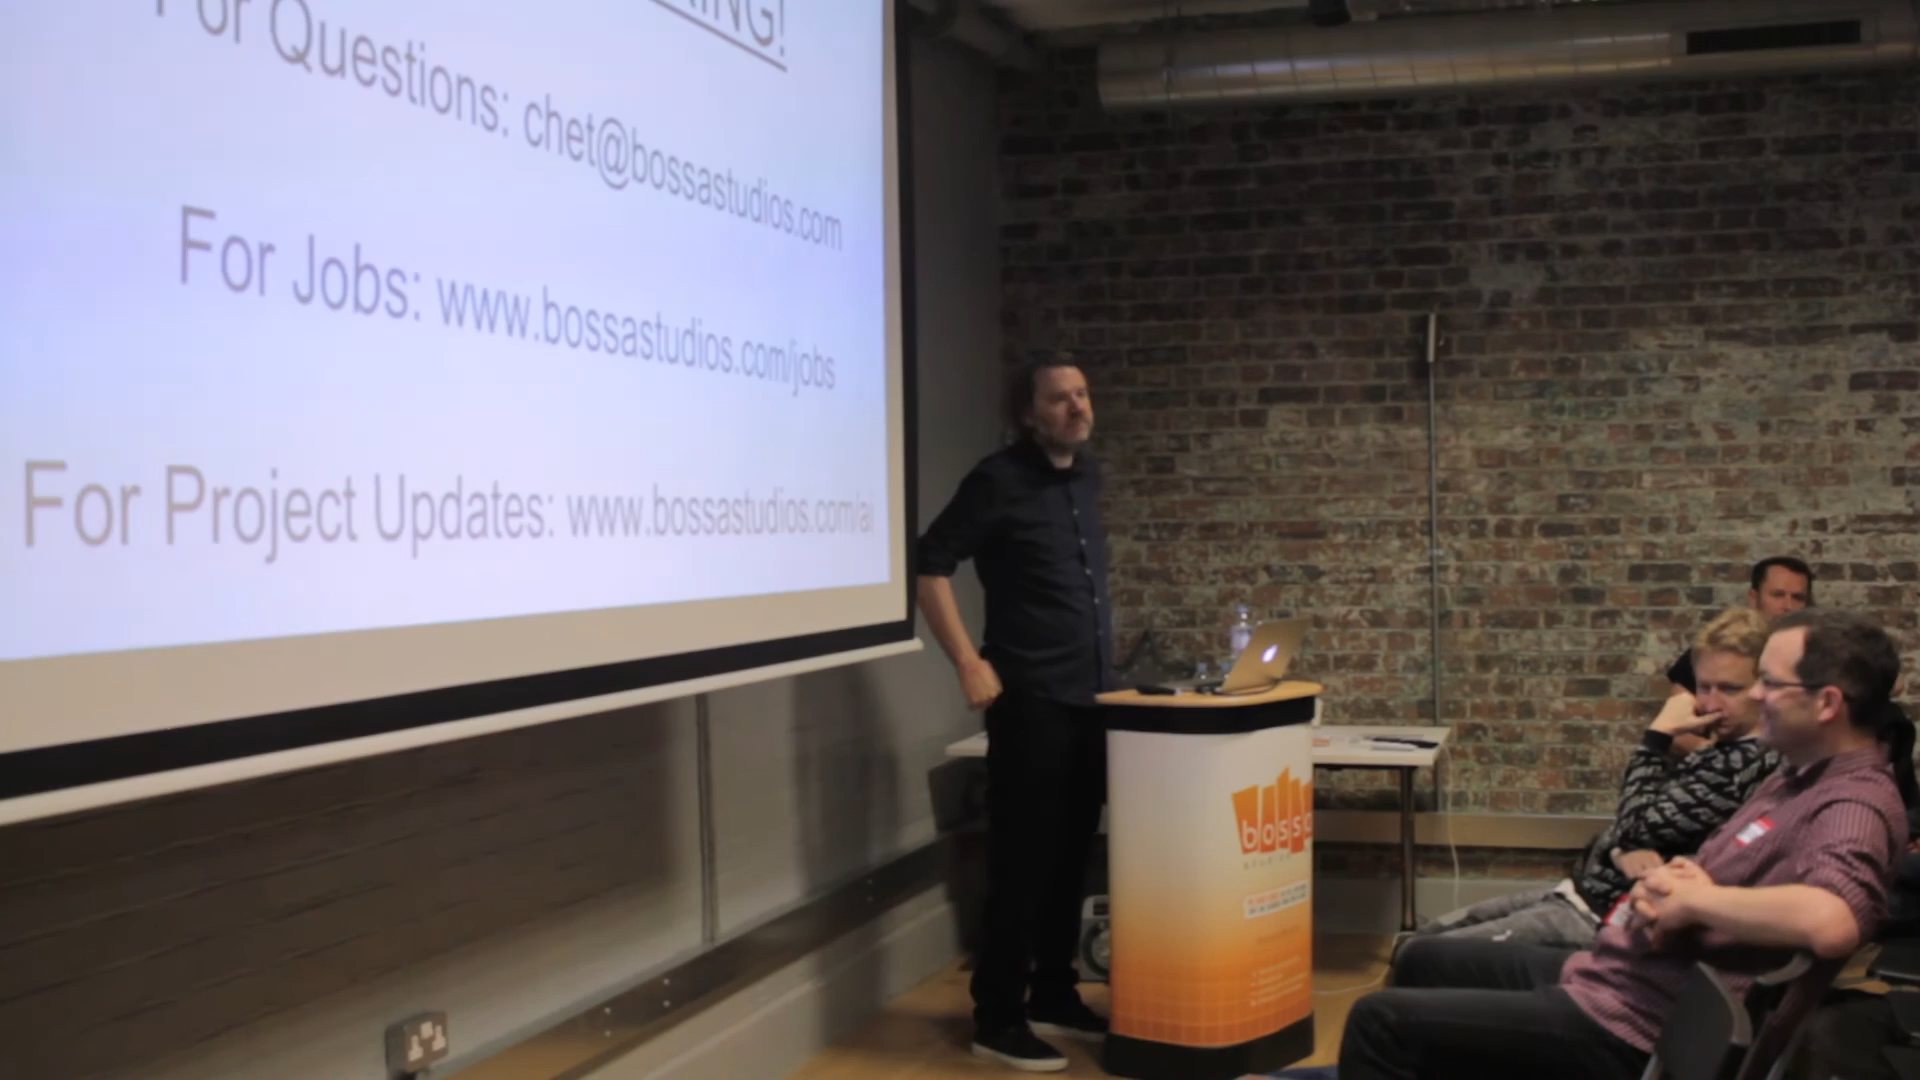 For Questions: chet@bossastudios.com
For Jobs: www.bossastudios.com/jobs
For Project Updates: www.bossastudios.com/ai
bossa